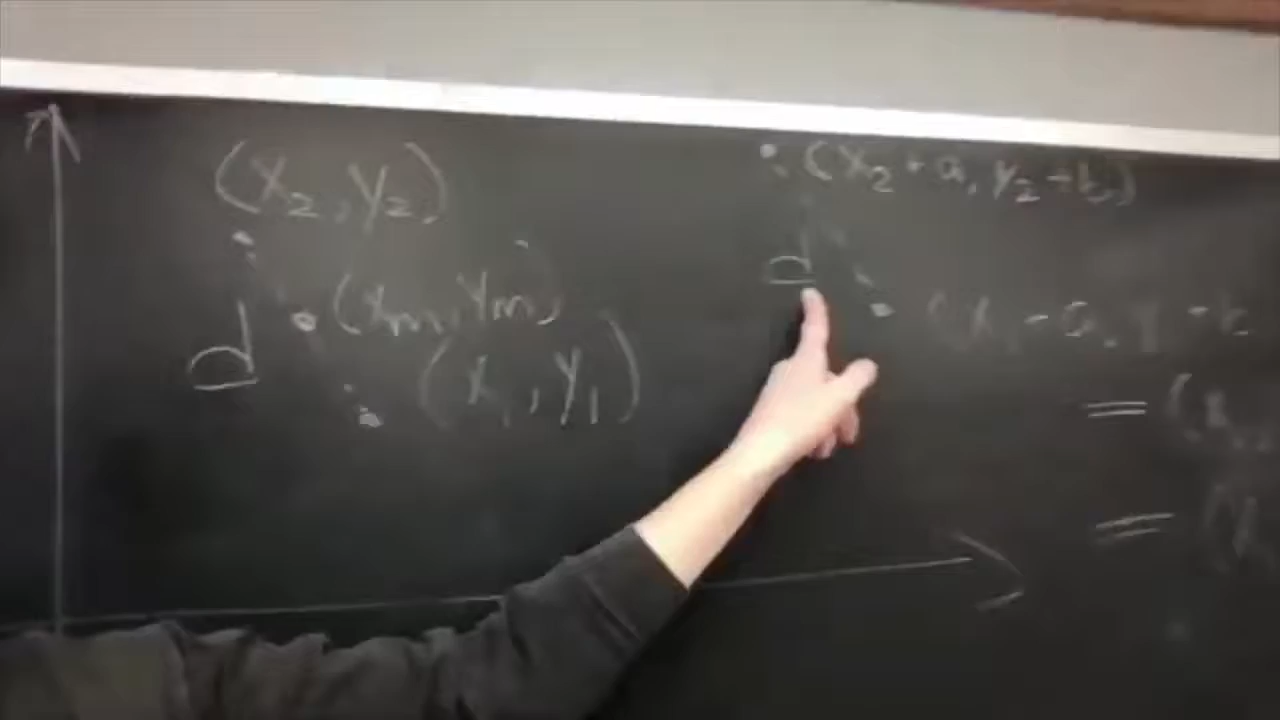 (x₂, y₂)
(xₘ, yₘ)
d
(x₁, y₁)
(x₂ + a, y₂ + b)
d
=
=